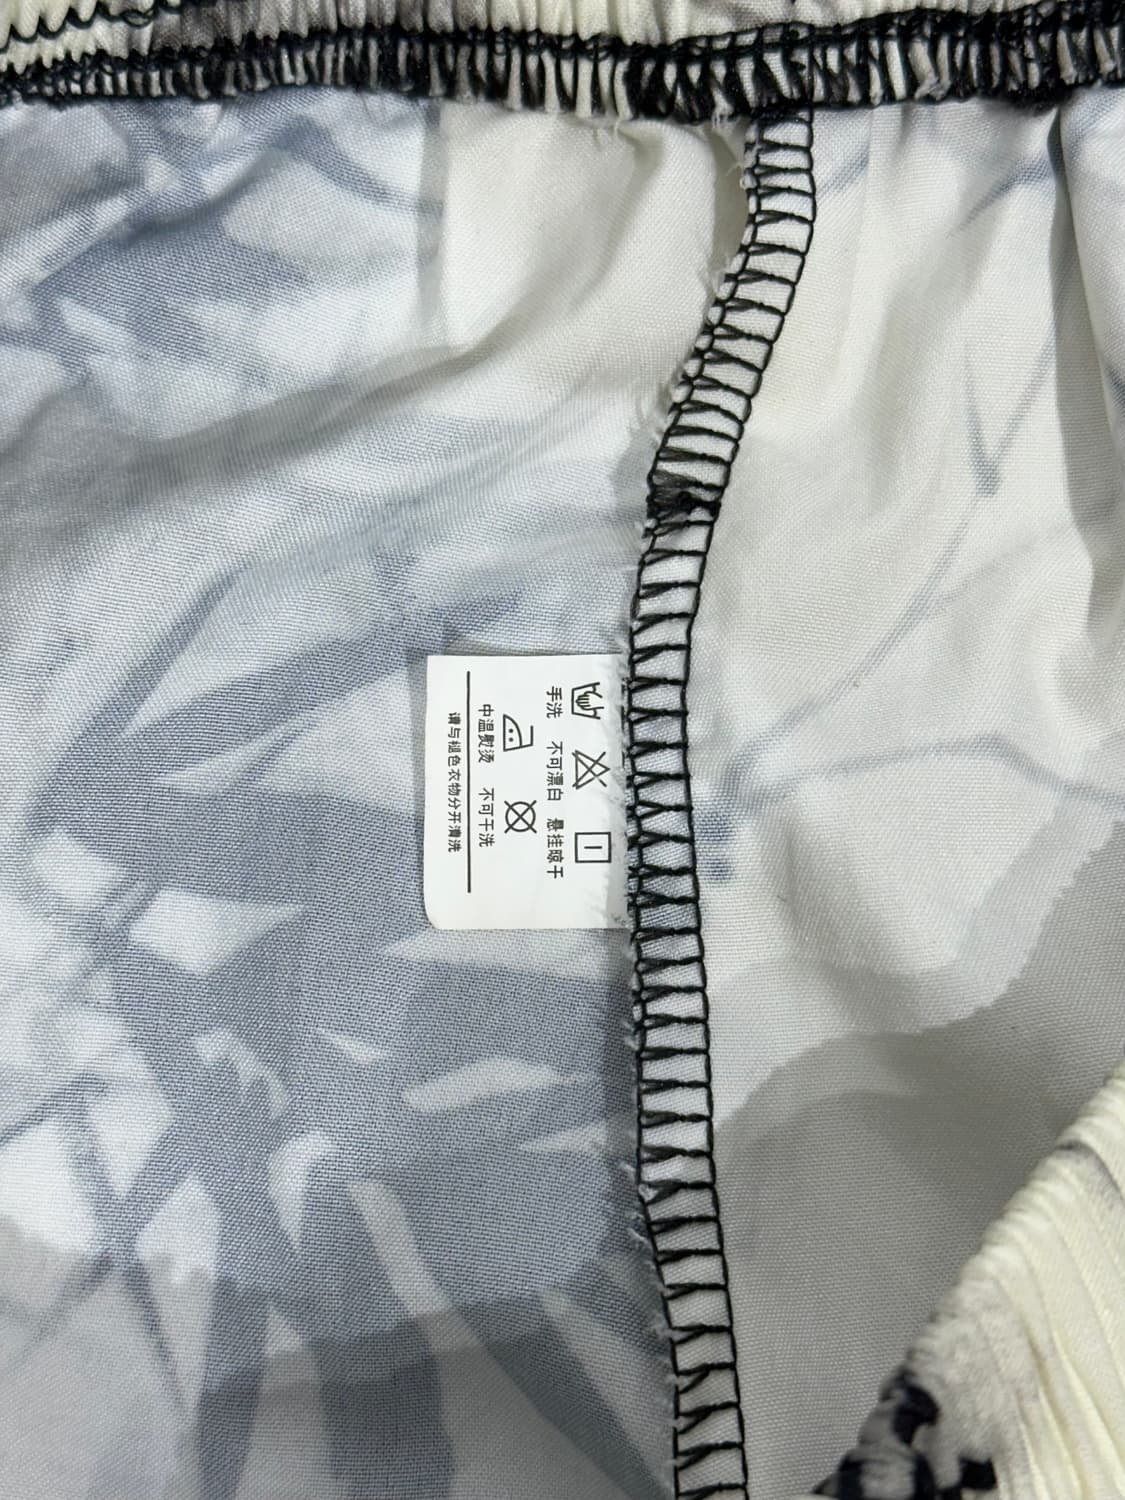 手洗 不可漂白 悬挂晾干
中温熨烫 不可干洗
请与褪色衣物分开清洗